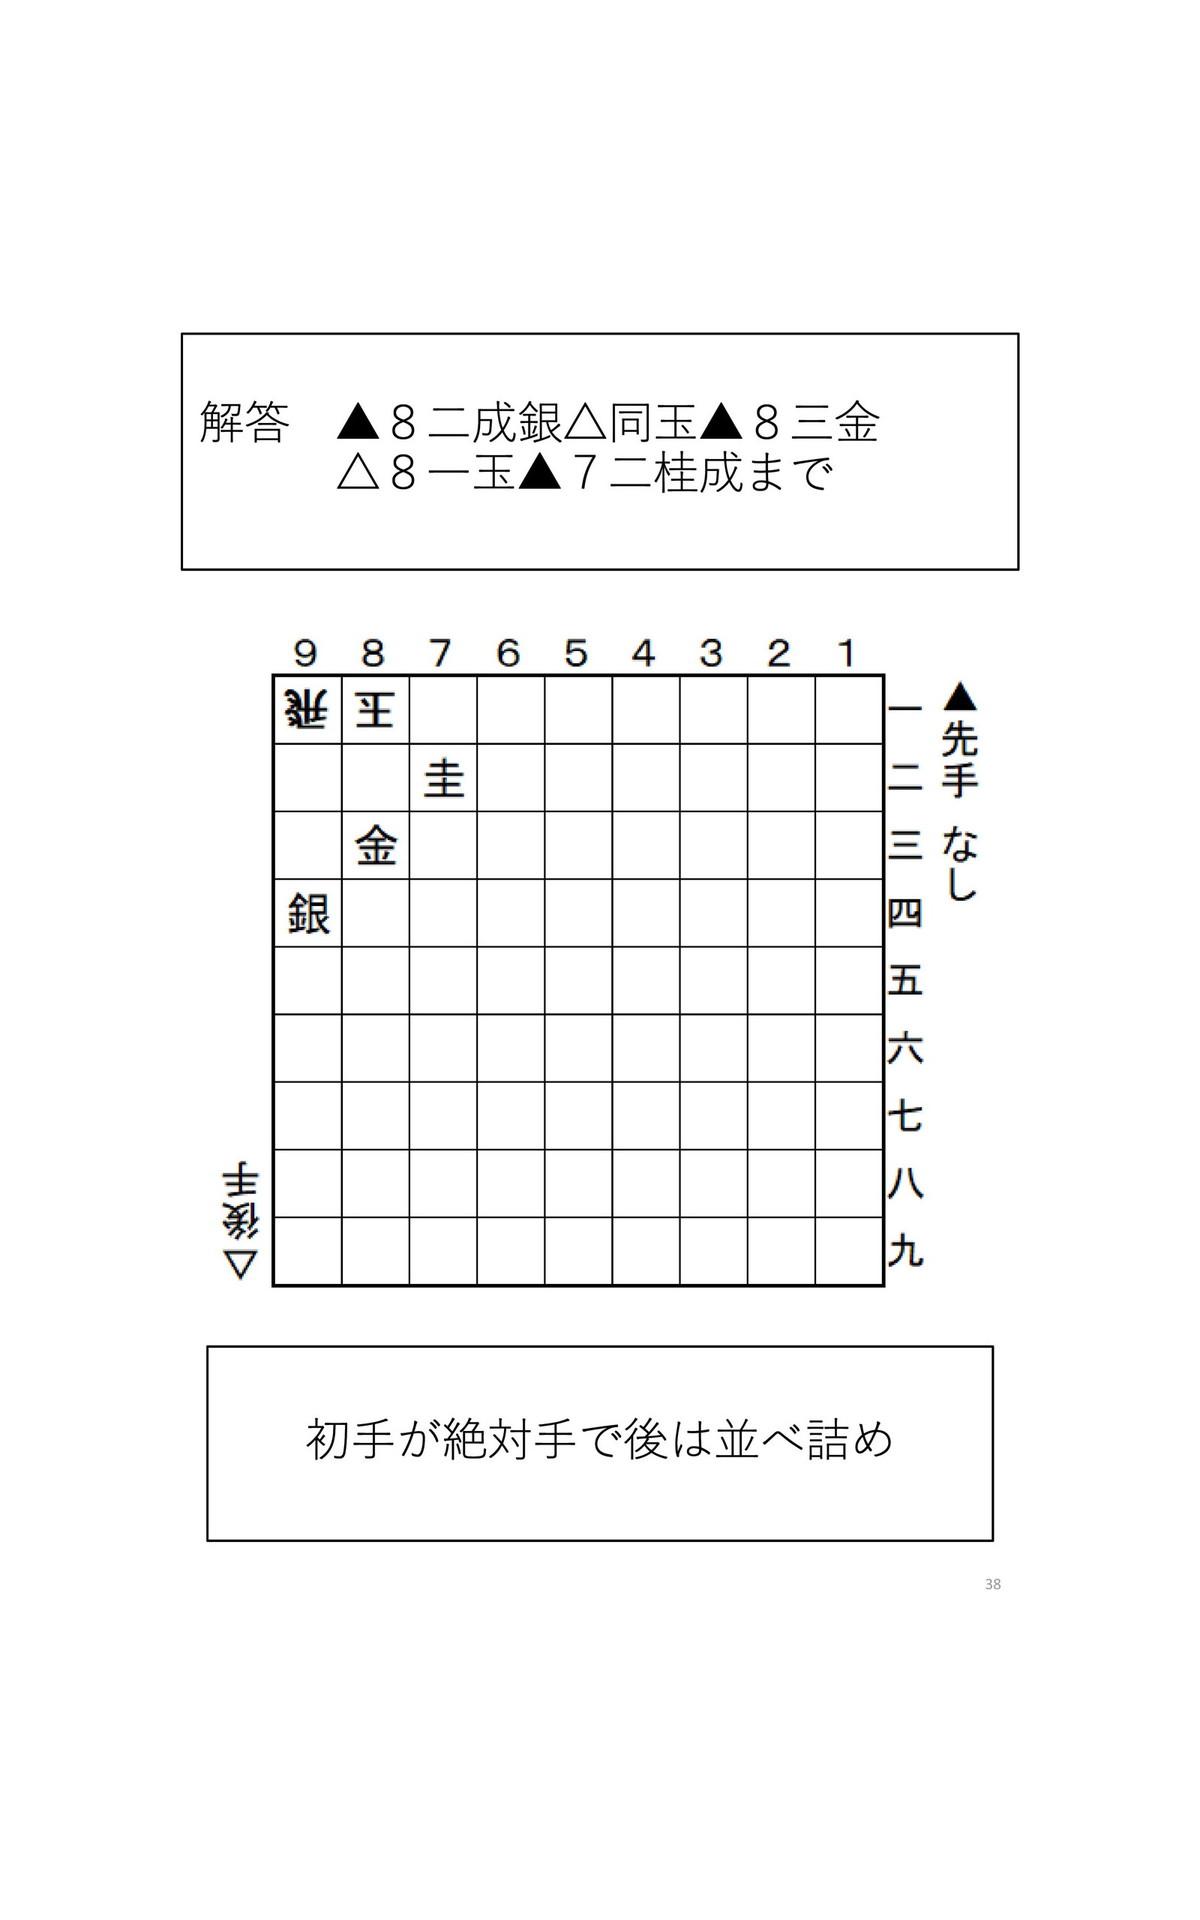 解答　▲８二成銀△同玉▲８三金
△８一玉▲７二桂成まで
9 8 7 6 5 4 3 2 1
王
圭
金
銀
一
二
三
四
五
六
七
八
九
▲先手 なし
△後手
初手が絶対手で後は並べ詰め
38